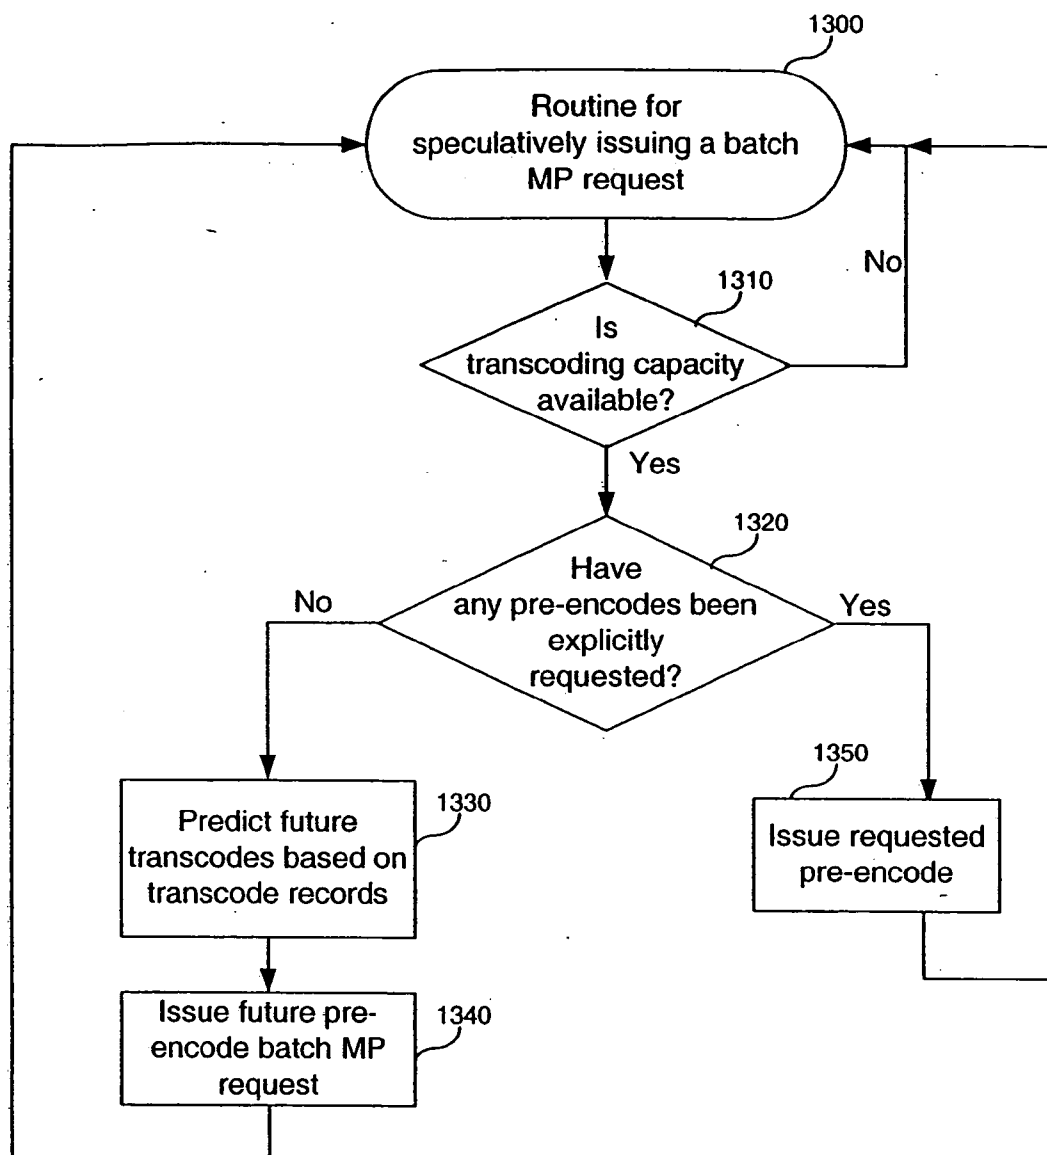 1300
Routine for
speculatively issuing a batch
MP request
No
1310
Is
transcoding capacity
available?
Yes
1320
Have
any pre-encodes been
explicitly
requested?
No
Yes
1330
Predict future
transcodes based on
transcode records
1350
Issue requested
pre-encode
1340
Issue future pre-
encode batch MP
request